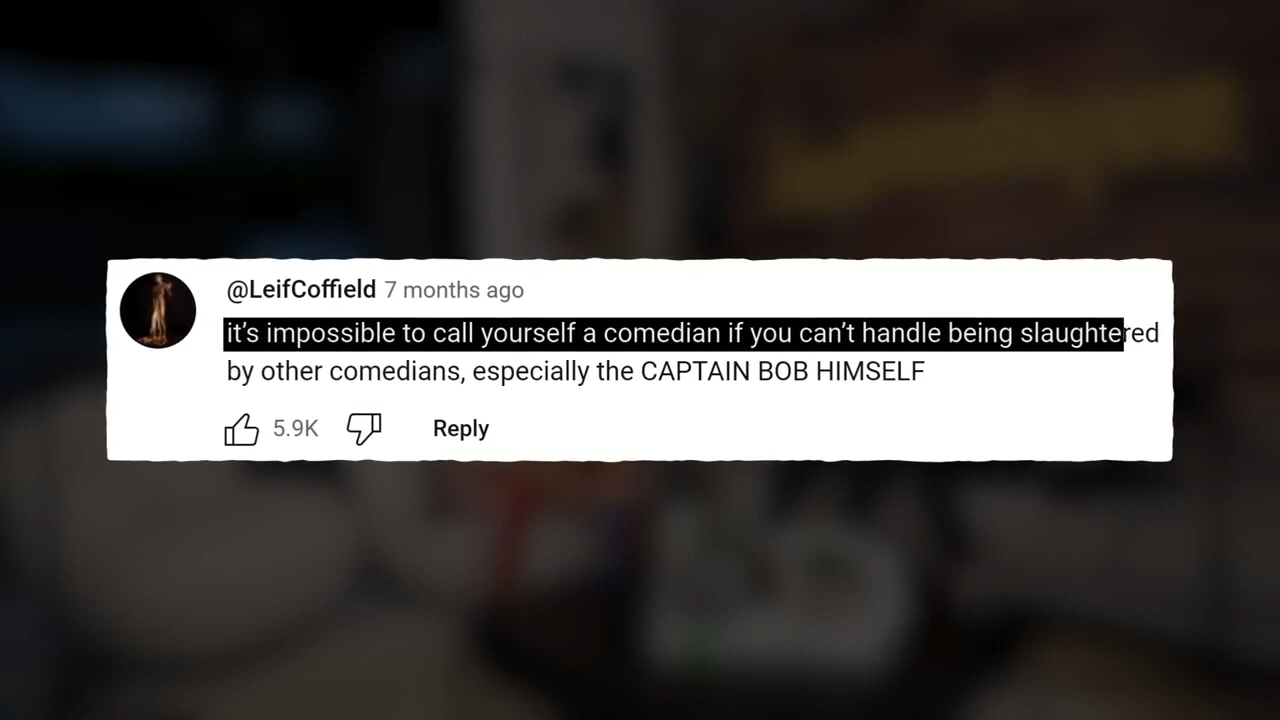 @LeifCoffield 7 months ago
it’s impossible to call yourself a comedian if you can’t handle being slaughtered
by other comedians, especially the CAPTAIN BOB HIMSELF
5.9K Reply